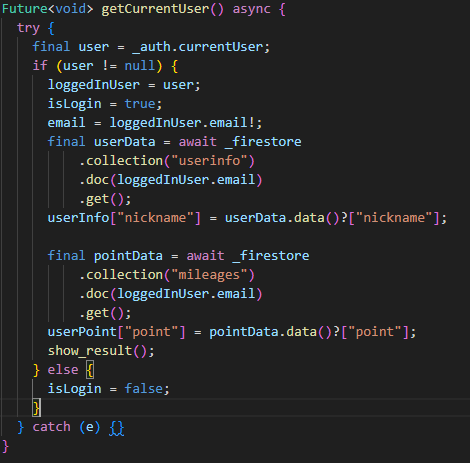 Future<void> getCurrentUser() async {
  try {
    final user = _auth.currentUser;
    if (user != null) {
      loggedInUser = user;
      isLogin = true;
      email = loggedInUser.email!;
      final userData = await _firestore
          .collection("userinfo")
          .doc(loggedInUser.email)
          .get();
      userInfo["nickname"] = userData.data()?["nickname"];

      final pointData = await _firestore
          .collection("mileages")
          .doc(loggedInUser.email)
          .get();
      userPoint["point"] = pointData.data()?["point"];
      show_result();
    } else {
      isLogin = false;
    }
  } catch (e) {}
}